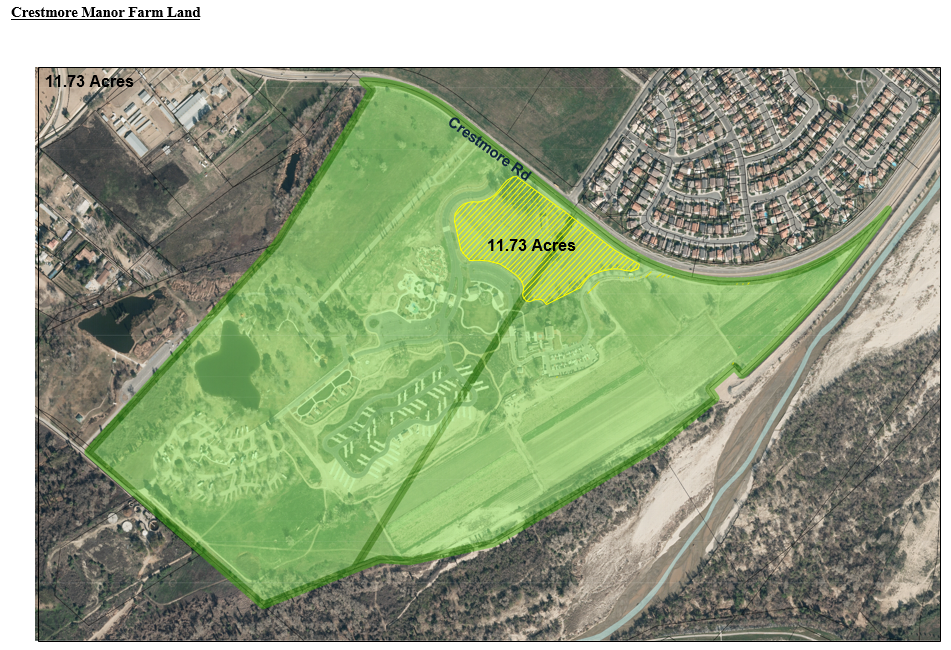 Crestmore Manor Farm Land
11.73 Acres
Crestmore Rd
11.73 Acres